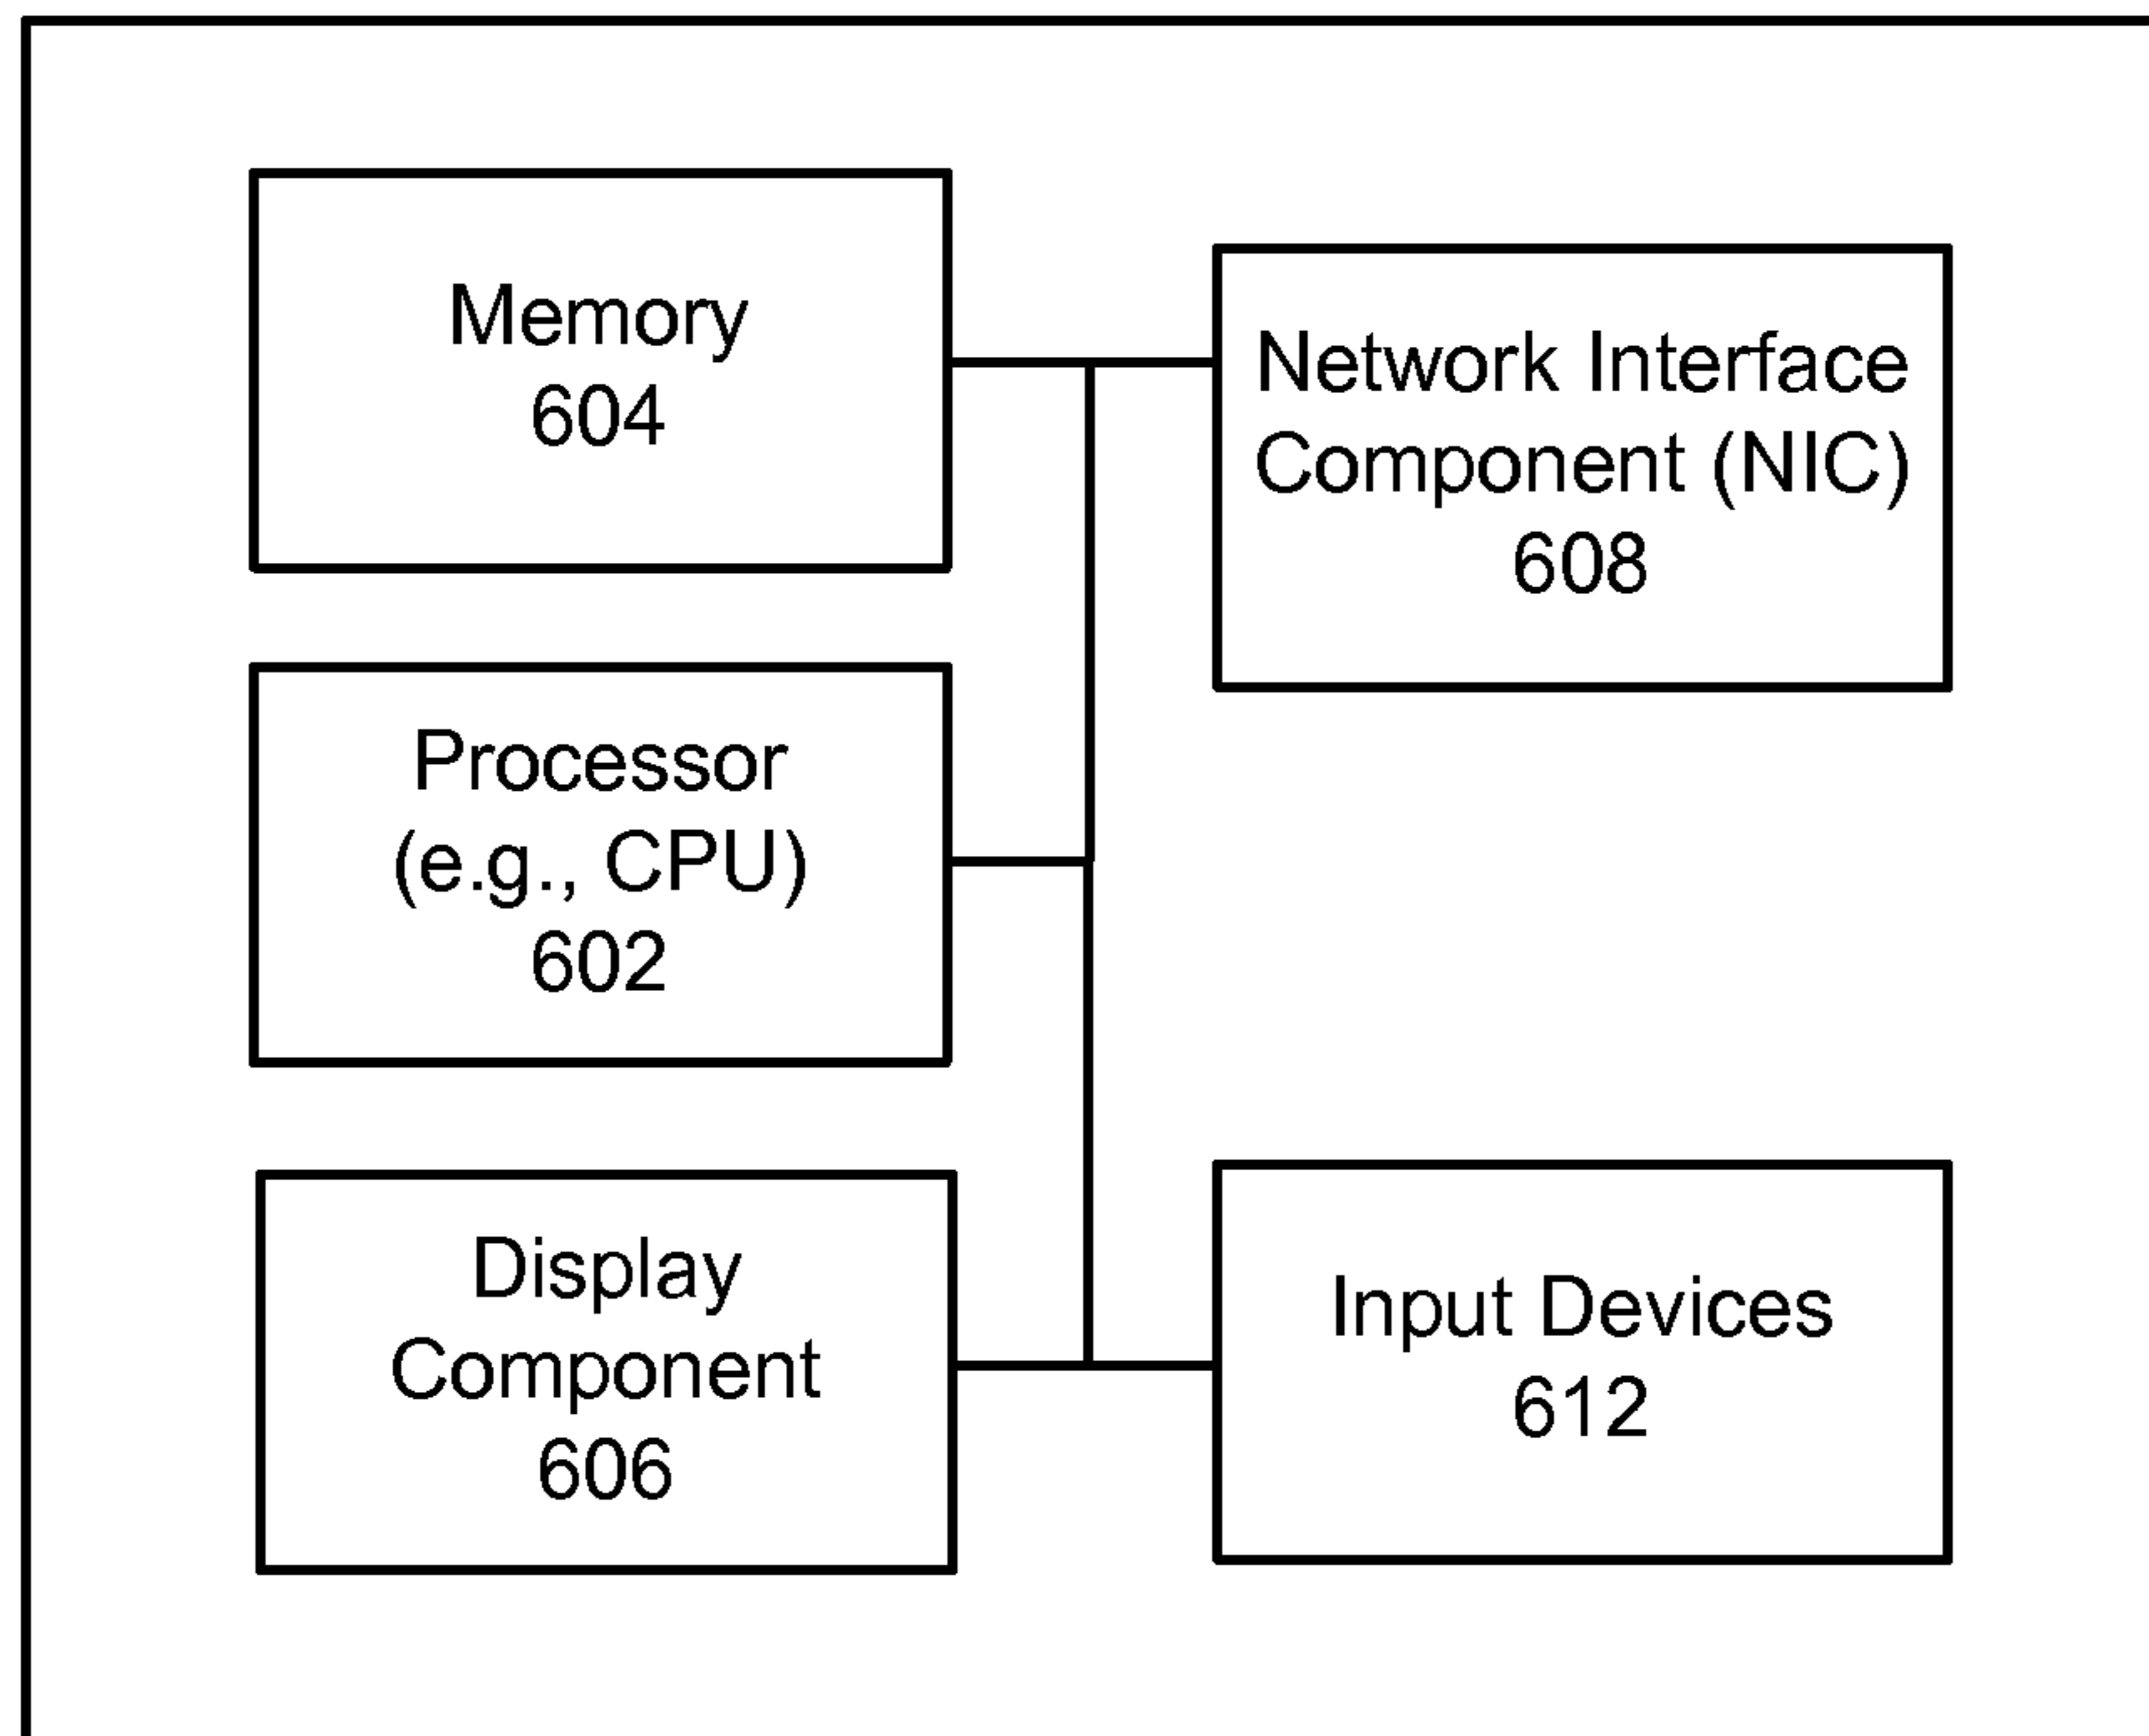 Memory
604
Network Interface
Component (NIC)
608
Processor
(e.g., CPU)
602
Display
Component
606
Input Devices
612